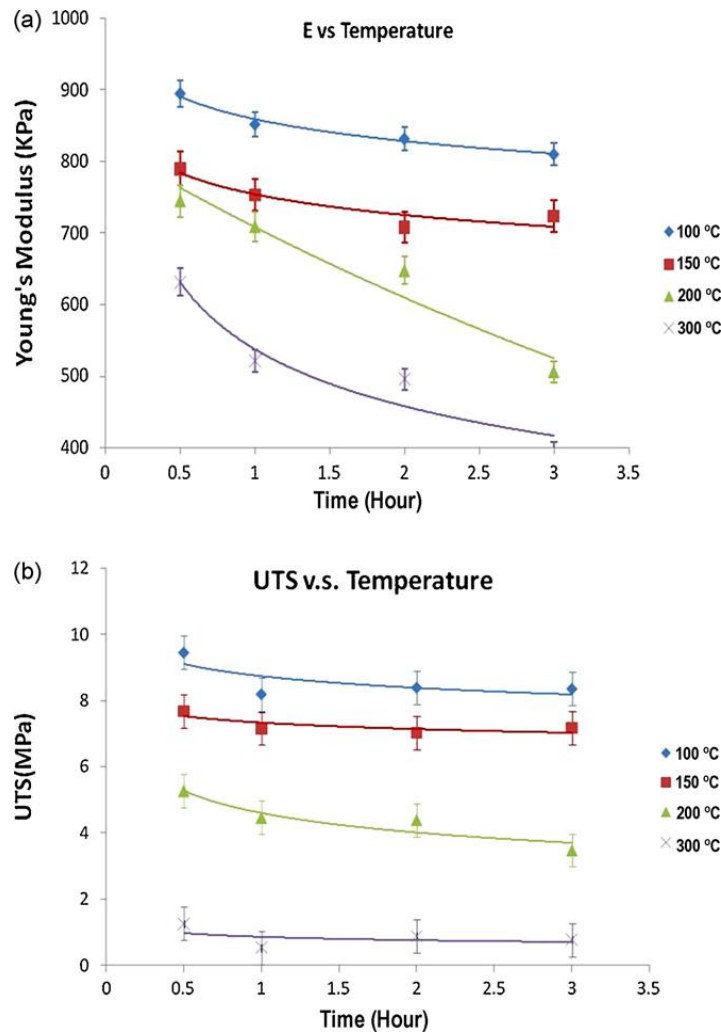 (a)
E vs Temperature
Young's Modulus (KPa)
1000
900
800
700
600
500
400
0 0.5 1 1.5 2 2.5 3 3.5
Time (Hour)
100 ºC
150 ºC
200 ºC
300 ºC
(b)
UTS v.s. Temperature
UTS(MPa)
12
10
8
6
4
2
0
0 0.5 1 1.5 2 2.5 3 3.5
Time (Hour)
100 ºC
150 ºC
200 ºC
300 ºC